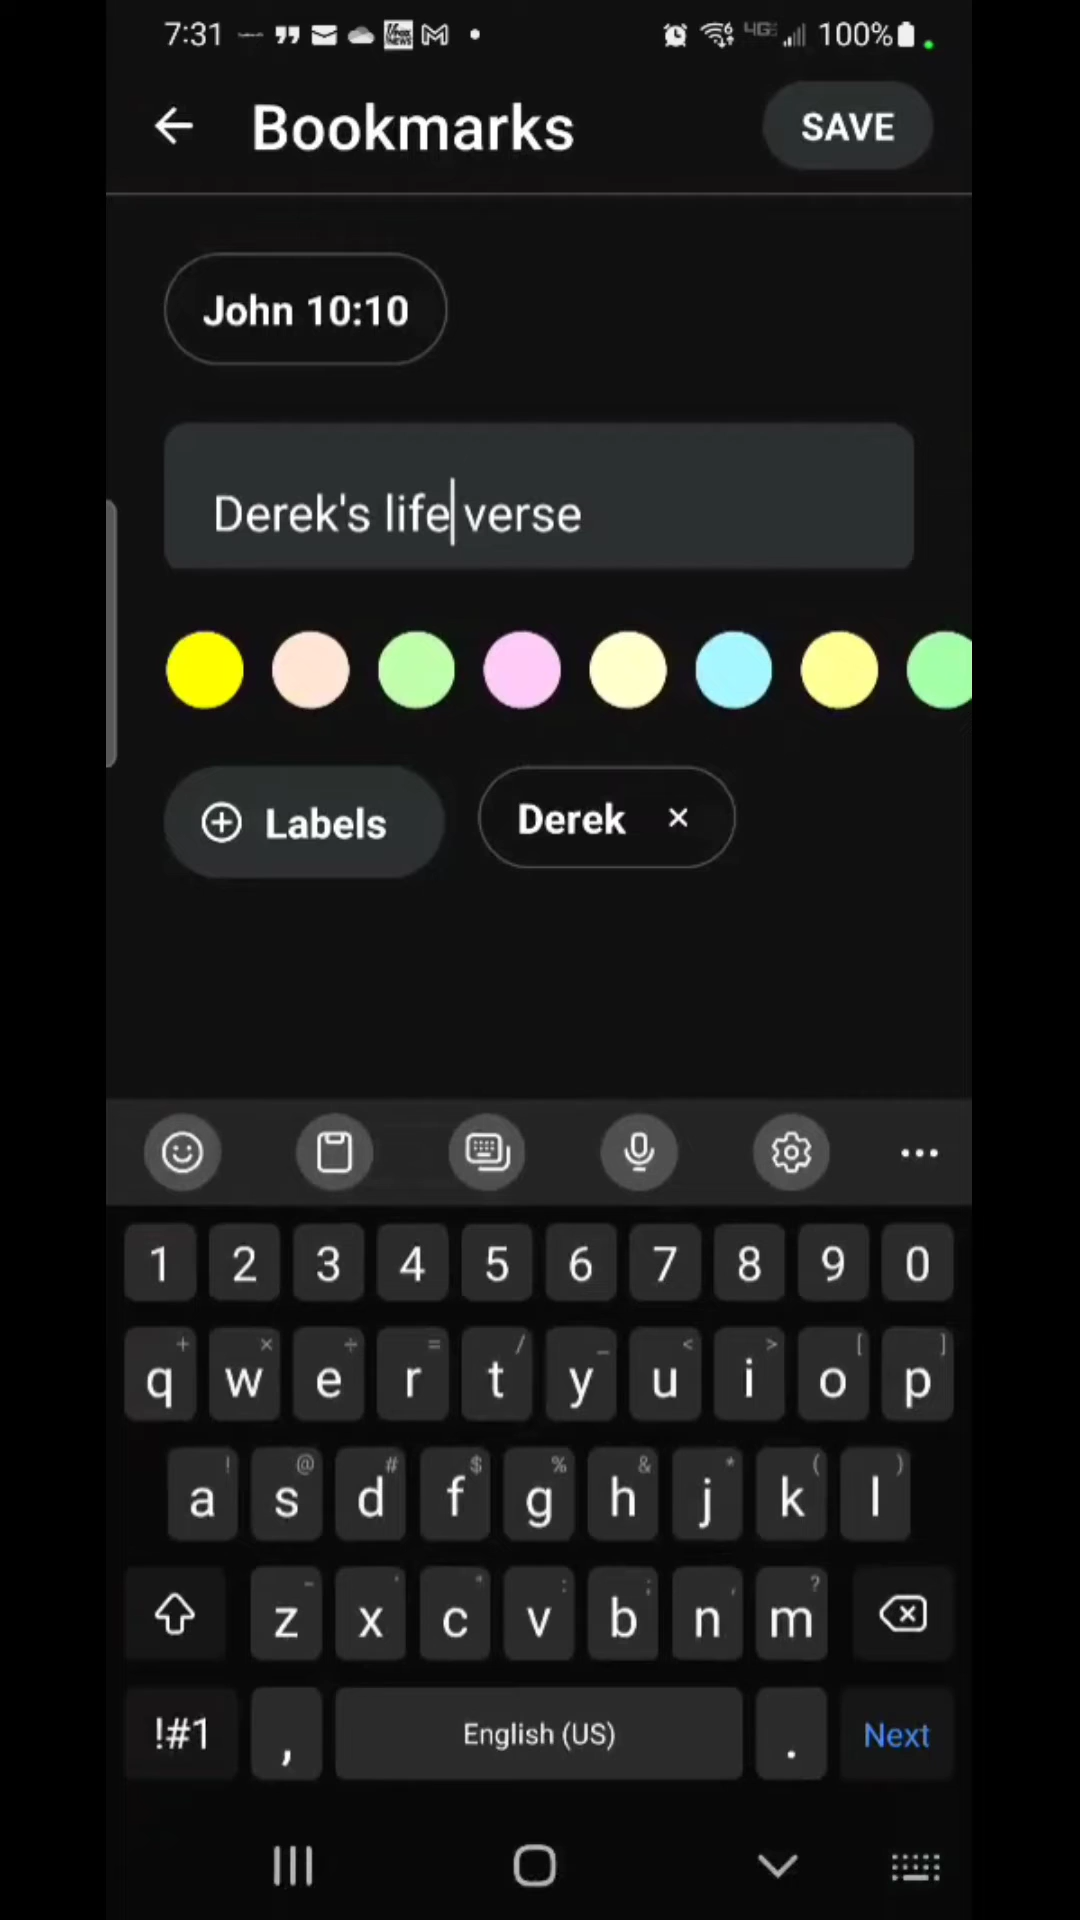 7:31 100%
Bookmarks SAVE
John 10:10
Derek's life verse
Labels Derek ×
1 2 3 4 5 6 7 8 9 0
q w e r t y u i o p
a s d f g h j k l
z x c v b n m
!#1 , English (US) . Next